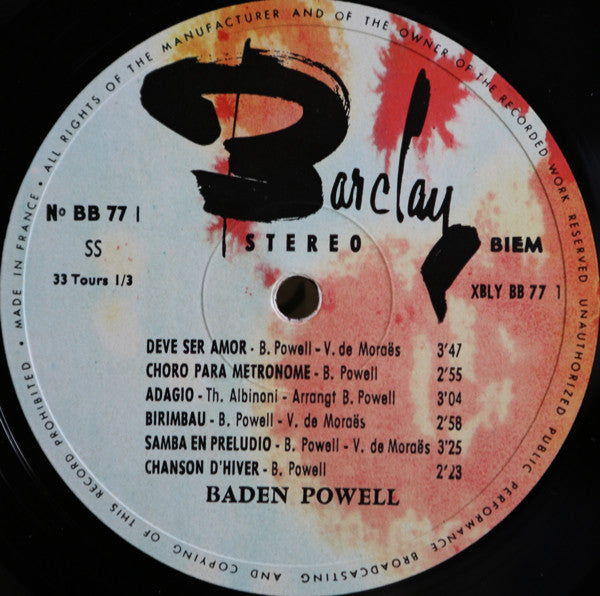 MADE IN FRANCE • ALL RIGHTS OF THE MANUFACTURER AND OF THE OWNER OF THE RECORDED WORK RESERVED UNAUTHORIZED PUBLIC PERFORMANCE BROADCASTING AND COPYING OF THIS RECORD PROHIBITED •
Barclay
STEREO
Nº BB 77 1
SS
33 Tours 1/3
BIEM
XBLY BB 77 1
DEVE SER AMOR - B. Powell - V. de Moraës 3'47
CHORO PARA METRONOME - B. Powell 2'55
ADAGIO - Th. Albinoni - Arrangt B. Powell 3'04
BIRIMBAU - B. Powell - V. de Moraës 2'58
SAMBA EN PRELUDIO - B. Powell - V. de Moraës 3'25
CHANSON D'HIVER - B. Powell 2'23
BADEN POWELL